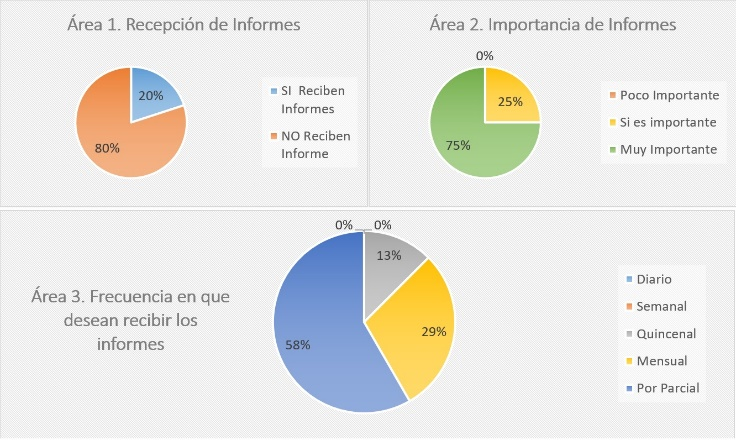 Área 1. Recepción de Informes
20%
80%
SI Reciben
Informes
NO Reciben
Informe
Área 2. Importancia de Informes
0%
25%
75%
Poco Importante
Si es importante
Muy Importante
Área 3. Frecuencia en que
desean recibir los
informes
0%
0%
13%
29%
58%
Diario
Semanal
Quincenal
Mensual
Por Parcial